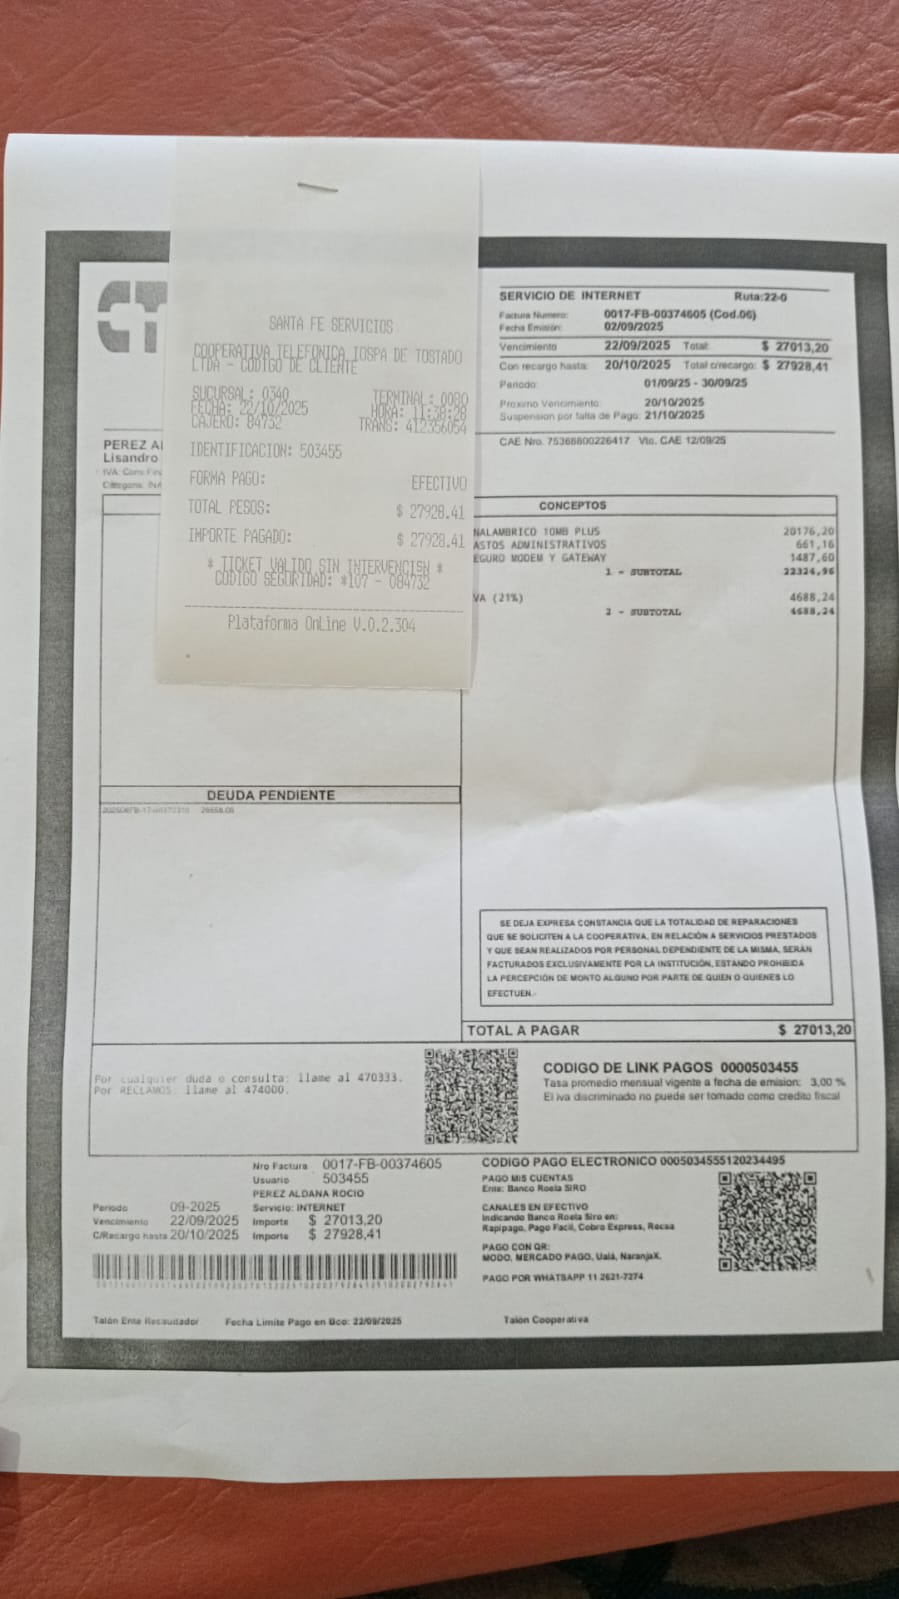 CT
SERVICIO DE INTERNET Ruta:22-0
Factura Numero: 0017-FB-00374605 (Cod.06)
Fecha Emisión: 02/09/2025
Vencimiento 22/09/2025 Total: $ 27013,20
Con recargo hasta: 20/10/2025 Total c/recargo: $ 27928,41
Periodo: 01/09/25 - 30/09/25
Proximo Vencimiento: 20/10/2025
Suspension por falta de Pago: 21/10/2025
CAE Nro. 75368800226417 Vto. CAE 12/09/25
PEREZ AL
Lisandro
IVA: Cons Fin
SANTA FE SERVICIOS
COOPERATIVA TELEFONICA IOSPA DE TOSTADO
LTDA - CODIGO DE CLIENTE
SUCURSAL: 0340 TERMINAL: 0080
FECHA: 22/10/2025 HORA: 11:38:28
CAJERO: 84732 TRANS: 412356054
IDENTIFICACION: 503455
FORMA PAGO: EFECTIVO
TOTAL PESOS: $ 27928.41
IMPORTE PAGADO: $ 27928.41
* TICKET VALIDO SIN INTERVENCISN *
CODIGO SEGURIDAD: *107 - 084732
Plataforma OnLine V.0.2.304
CONCEPTOS
NALAMBRICO 10MB PLUS 20176,20
ASTOS ADMINISTRATIVOS 661,16
EGURO MODEM Y GATEWAY 1487,60
1 - SUBTOTAL 22324,96
VA (21%) 4688,24
2 - SUBTOTAL 4688,24
DEUDA PENDIENTE
SE DEJA EXPRESA CONSTANCIA QUE LA TOTALIDAD DE REPARACIONES
QUE SE SOLICITEN A LA COOPERATIVA, EN RELACIÓN A SERVICIOS PRESTADOS
Y QUE SEAN REALIZADOS POR PERSONAL DEPENDIENTE DE LA MISMA, SERÁN
FACTURADOS EXCLUSIVAMENTE POR LA INSTITUCIÓN, ESTANDO PROHIBIDA
LA PERCEPCIÓN DE MONTO ALGUNO POR PARTE DE QUIEN O QUIENES LO
EFECTUEN.-
TOTAL A PAGAR $ 27013,20
Por cualquier duda o consulta: llame al 470333.
Por RECLAMOS: llame al 474000.
CODIGO DE LINK PAGOS 0000503455
Tasa promedio mensual vigente a fecha de emision: 3,00 %
El iva discriminado no puede ser tomado como credito fiscal
Nro Factura 0017-FB-00374605
Usuario 503455
PEREZ ALDANA ROCIO
Periodo 09-2025 Servicio: INTERNET
Vencimiento 22/09/2025 Importe $ 27013,20
C/Recargo hasta 20/10/2025 Importe $ 27928,41
Talón Ente Recaudador Fecha Limite Pago en Bco: 22/09/2025
CODIGO PAGO ELECTRONICO 0005034555120234495
PAGO MIS CUENTAS
Ente: Banco Roela SIRO
CANALES EN EFECTIVO
Indicando Banco Roela Siro en:
Rapipago, Pago Facil, Cobro Express, Recsa
PAGO CON QR:
MODO, MERCADO PAGO, Ualá, NaranjaX.
PAGO POR WHATSAPP 11 2621-7274
Talón Cooperativa